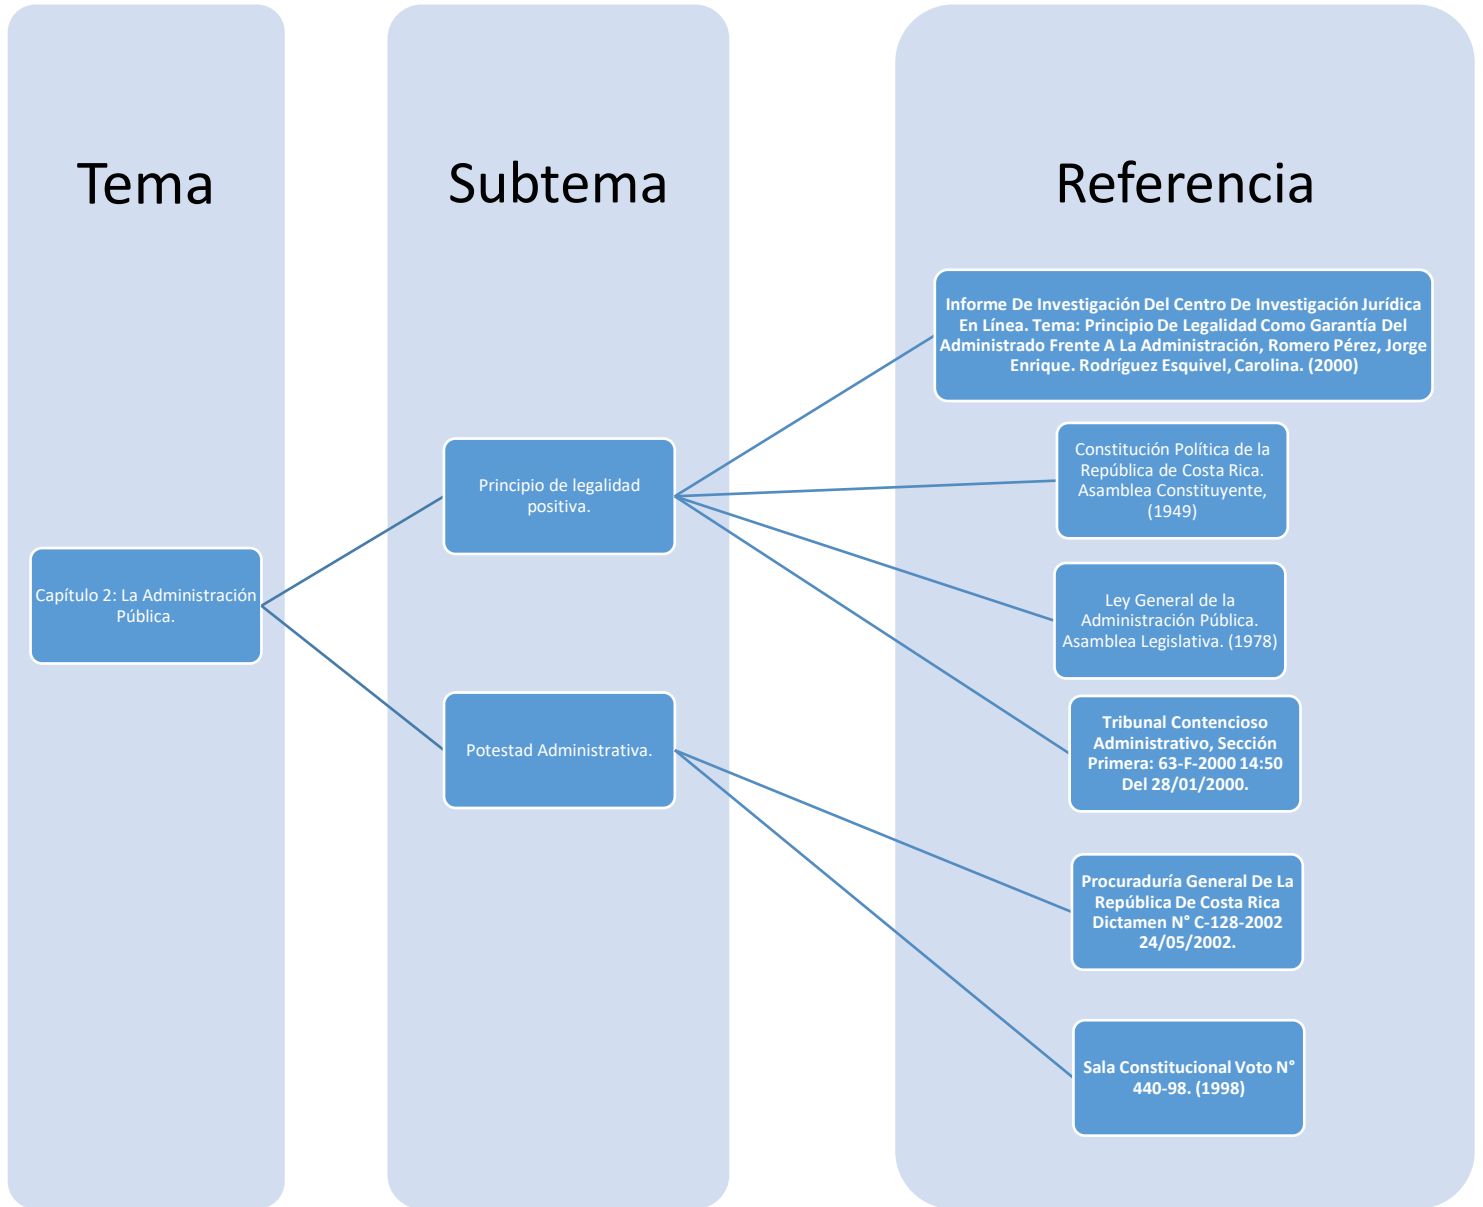 Tema
Subtema
Referencia
Capítulo 2: La Administración
Pública.
Principio de legalidad
positiva.
Potestad Administrativa.
Informe De Investigación Del Centro De Investigación Jurídica
En Línea. Tema: Principio De Legalidad Como Garantía Del
Administrado Frente A La Administración, Romero Pérez, Jorge
Enrique. Rodríguez Esquivel, Carolina. (2000)
Constitución Política de la
República de Costa Rica.
Asamblea Constituyente,
(1949)
Ley General de la
Administración Pública.
Asamblea Legislativa. (1978)
Tribunal Contencioso
Administrativo, Sección
Primera: 63-F-2000 14:50
Del 28/01/2000.
Procuraduría General De La
República De Costa Rica
Dictamen N° C-128-2002
24/05/2002.
Sala Constitucional Voto N°
440-98. (1998)